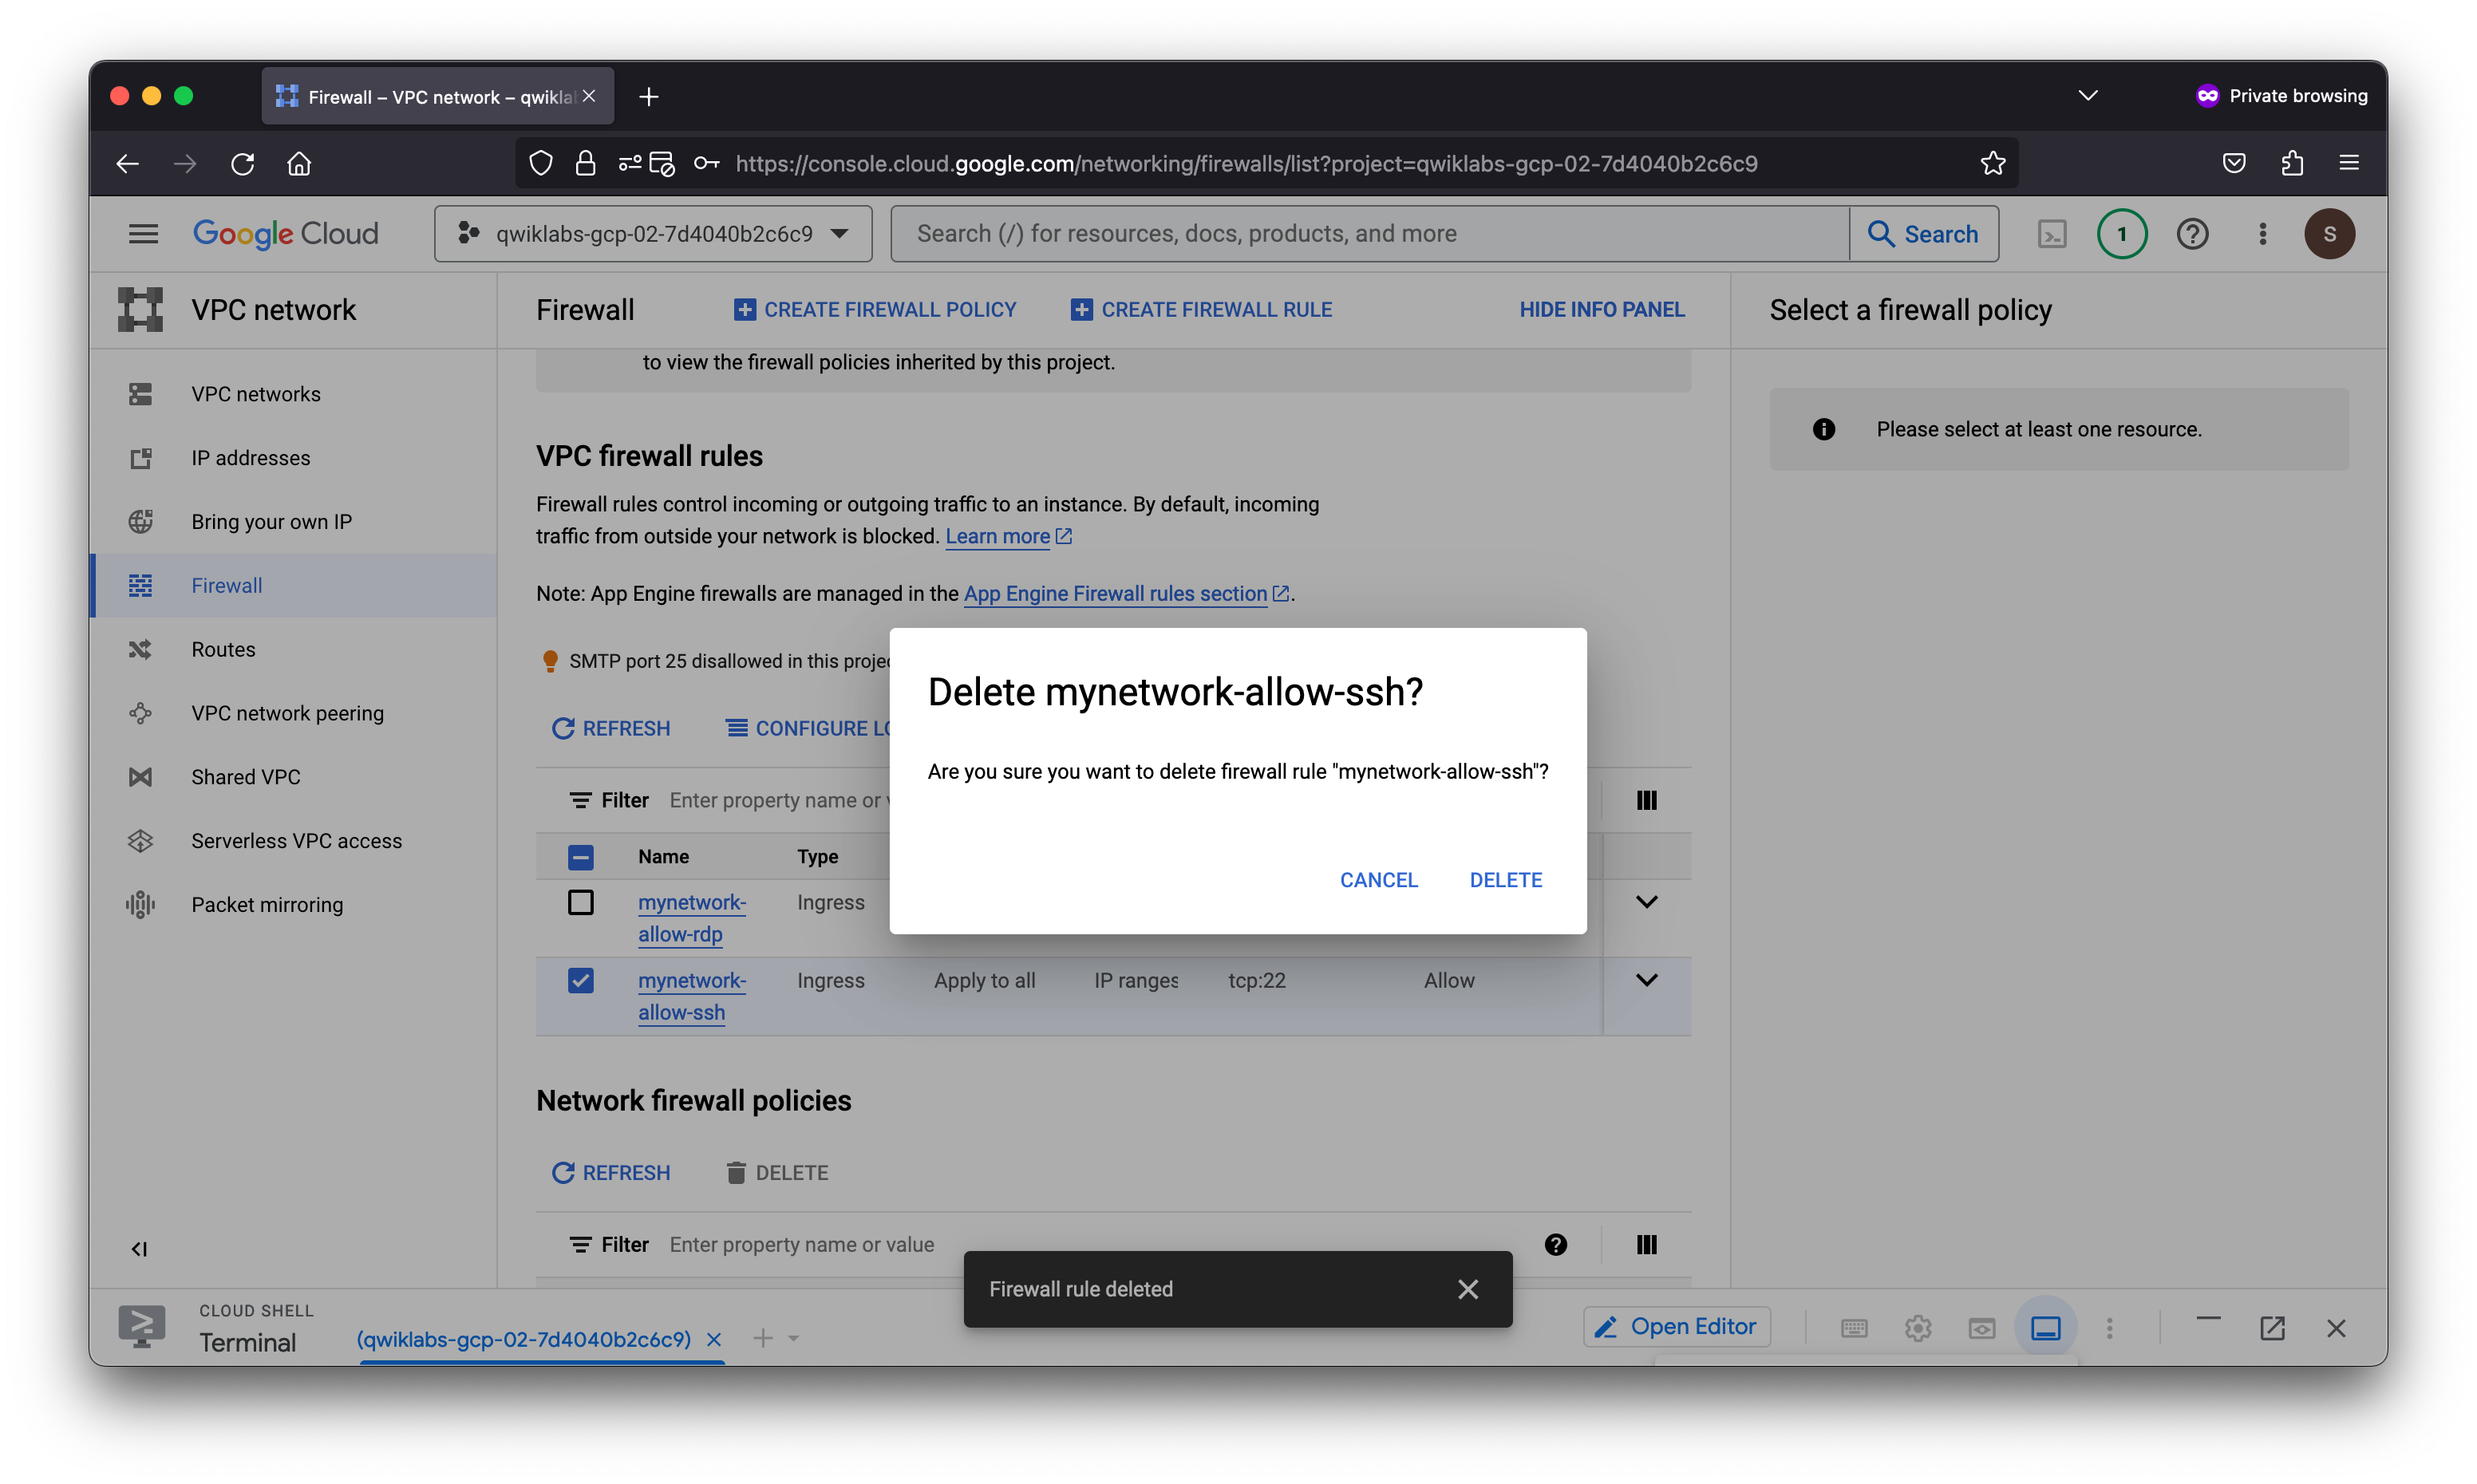 Firewall – VPC network – qwikla
Private browsing
https://console.cloud.google.com/networking/firewalls/list?project=qwiklabs-gcp-02-7d4040b2c6c9
Google Cloud
qwiklabs-gcp-02-7d4040b2c6c9
Search (/) for resources, docs, products, and more
Search
1
S
VPC network
Firewall
CREATE FIREWALL POLICY
CREATE FIREWALL RULE
HIDE INFO PANEL
Select a firewall policy
VPC networks
IP addresses
Bring your own IP
Firewall
Routes
VPC network peering
Shared VPC
Serverless VPC access
Packet mirroring
to view the firewall policies inherited by this project.
Please select at least one resource.
VPC firewall rules
Firewall rules control incoming or outgoing traffic to an instance. By default, incoming
traffic from outside your network is blocked. Learn more
Note: App Engine firewalls are managed in the App Engine Firewall rules section.
SMTP port 25 disallowed in this projec
REFRESH
CONFIGURE LO
Filter
Enter property name or v
Name
Type
mynetwork-
allow-rdp
Ingress
mynetwork-
allow-ssh
Ingress
Apply to all
IP ranges
tcp:22
Allow
Delete mynetwork-allow-ssh?
Are you sure you want to delete firewall rule "mynetwork-allow-ssh"?
CANCEL
DELETE
Network firewall policies
REFRESH
DELETE
Filter
Enter property name or value
Firewall rule deleted
CLOUD SHELL
Terminal
(qwiklabs-gcp-02-7d4040b2c6c9)
Open Editor